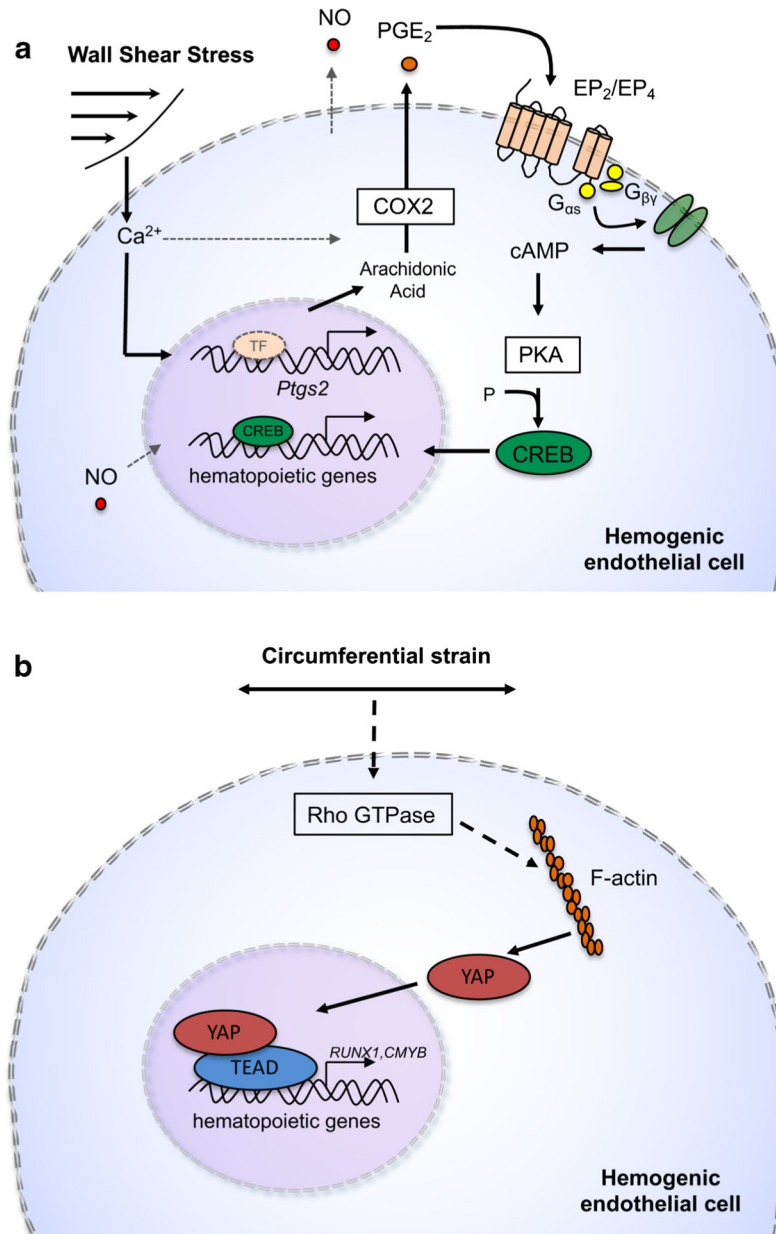 a
Wall Shear Stress
NO
PGE₂
EP₂/EP₄
Gαs
Gβγ
Ca²⁺
COX2
cAMP
Arachidonic
Acid
TF
Ptgs2
PKA
P
CREB
CREB
hematopoietic genes
NO
Hemogenic
endothelial cell
b
Circumferential strain
Rho GTPase
F-actin
YAP
YAP
TEAD
RUNX1,CMYB
hematopoietic genes
Hemogenic
endothelial cell